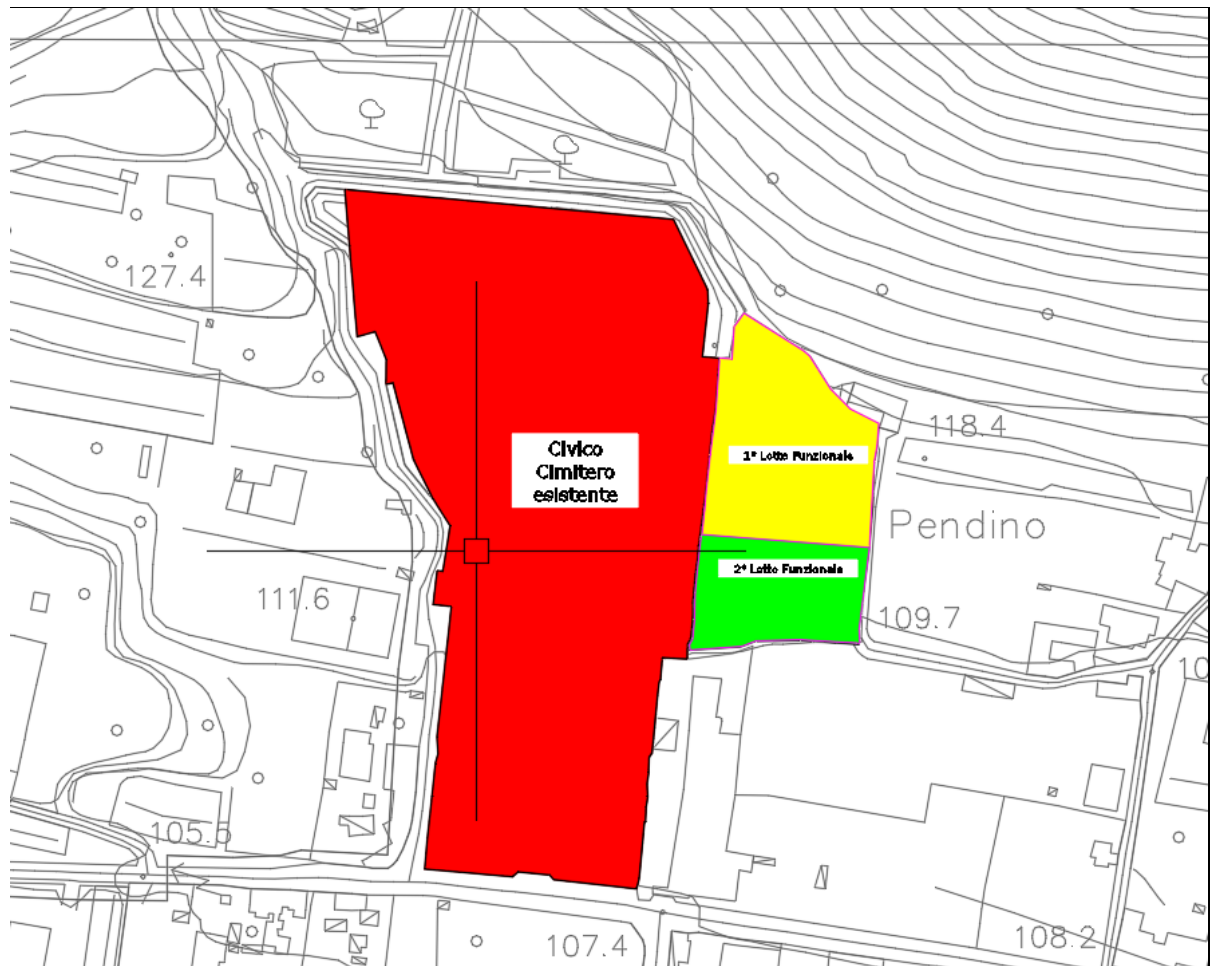 127.4
Civico
Cimitero
esistente
118.4
1° Lotto Funzionale
Pendino
2° Lotto Funzionale
111.6
109.7
10
105.5
107.4
108.2